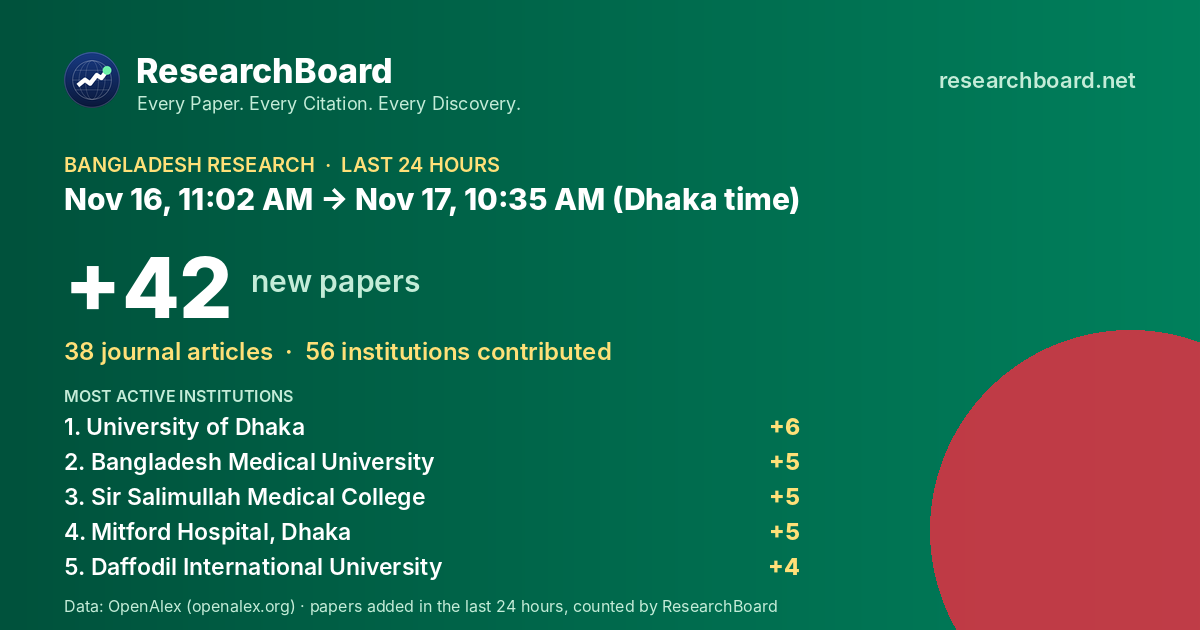 ResearchBoard
Every Paper. Every Citation. Every Discovery.
researchboard.net
BANGLADESH RESEARCH · LAST 24 HOURS
Nov 16, 11:02 AM → Nov 17, 10:35 AM (Dhaka time)
+42 new papers
38 journal articles · 56 institutions contributed
MOST ACTIVE INSTITUTIONS
1. University of Dhaka +6
2. Bangladesh Medical University +5
3. Sir Salimullah Medical College +5
4. Mitford Hospital, Dhaka +5
5. Daffodil International University +4
Data: OpenAlex (openalex.org) · papers added in the last 24 hours, counted by ResearchBoard